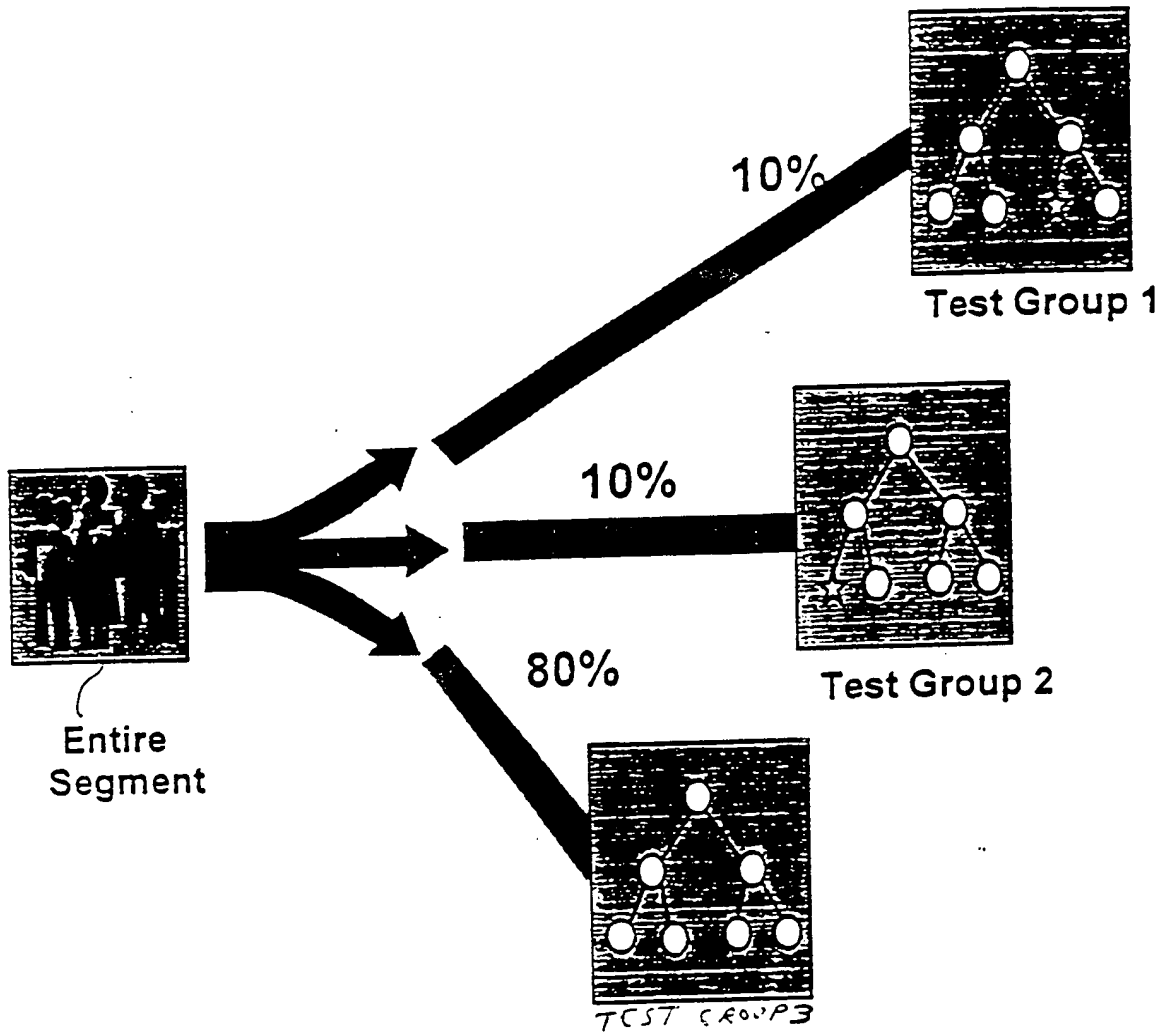 10%
Test Group 1
10%
Test Group 2
80%
Entire
Segment
TEST GROUP3